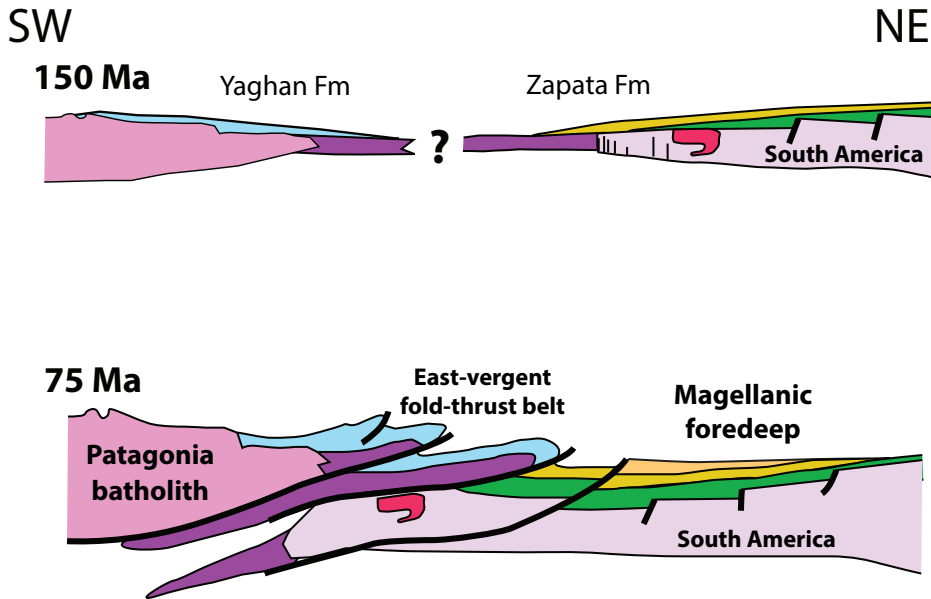 SW
NE
150 Ma
Yaghan Fm
Zapata Fm
?
South America
75 Ma
East-vergent
fold-thrust belt
Magellanic
foredeep
Patagonia
batholith
South America